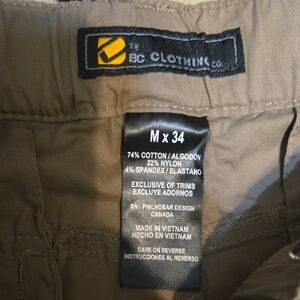 THE
BC CLOTHING CO.
M x 34
74% COTTON / ALGODÓN
22% NYLON
4% SPANDEX / ELASTANO
EXCLUSIVE OF TRIMS
EXCLUYE ADORNOS
RN: PHILHOBAR DESIGN
CANADA
MADE IN VIETNAM
HECHO EN VIETNAM
CARE ON REVERSE
INSTRUCCIONES AL REVERSO